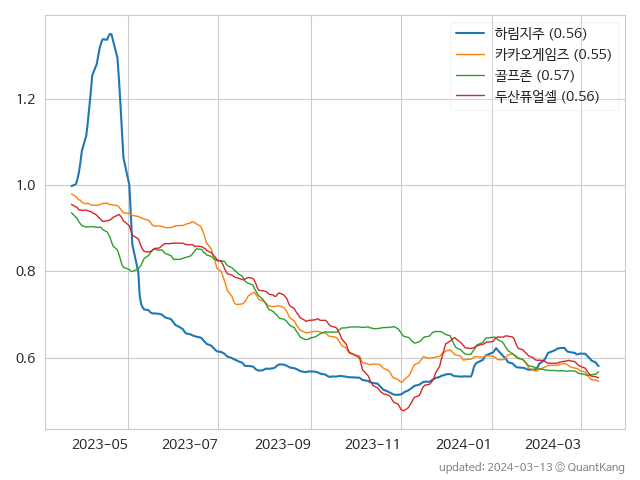 하림지주 (0.56)
카카오게임즈 (0.55)
골프존 (0.57)
두산퓨얼셀 (0.56)
1.2
1.0
0.8
0.6
2023-05 2023-07 2023-09 2023-11 2024-01 2024-03
updated: 2024-03-13 ⓒ QuantKang